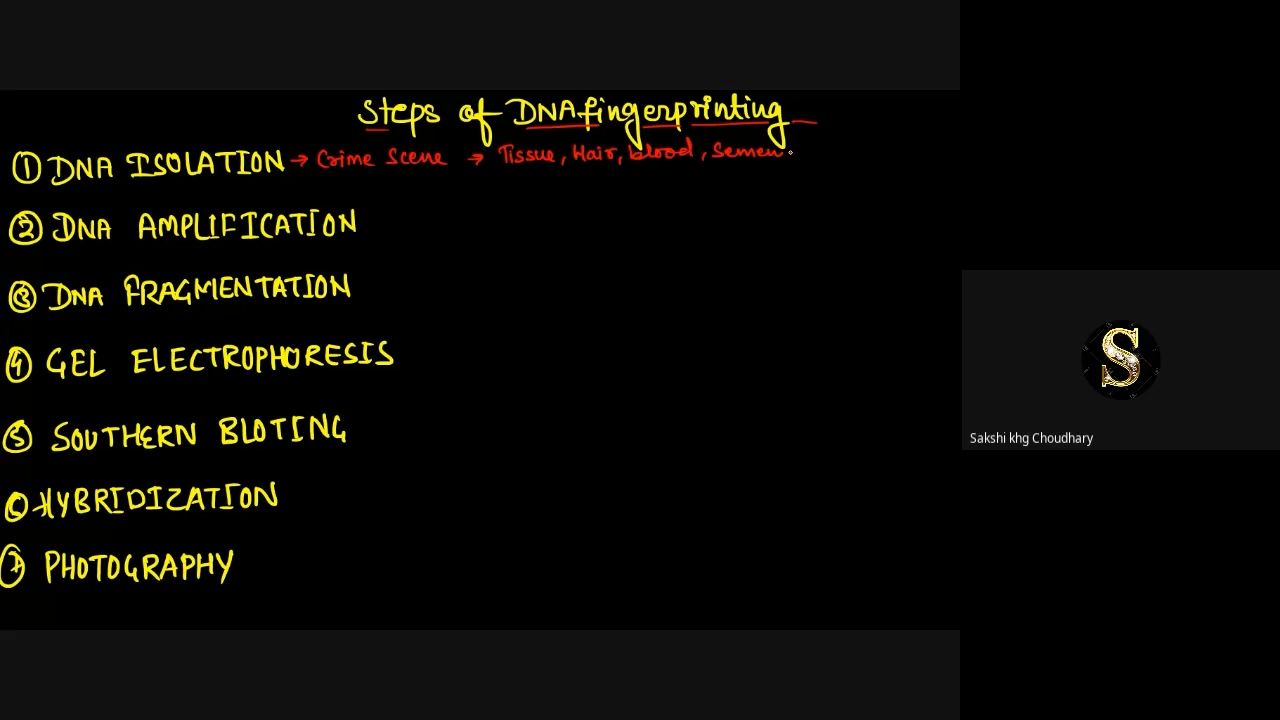 Steps of DNA fingerprinting
① DNA ISOLATION → Crime Scene → Tissue, Hair, blood, Semen
② DNA AMPLIFICATION
③ DNA FRAGMENTATION
④ GEL ELECTROPHORESIS
⑤ SOUTHERN BLOTING
⑥ HYBRIDIZATION
⑦ PHOTOGRAPHY
S
Sakshi khg Choudhary